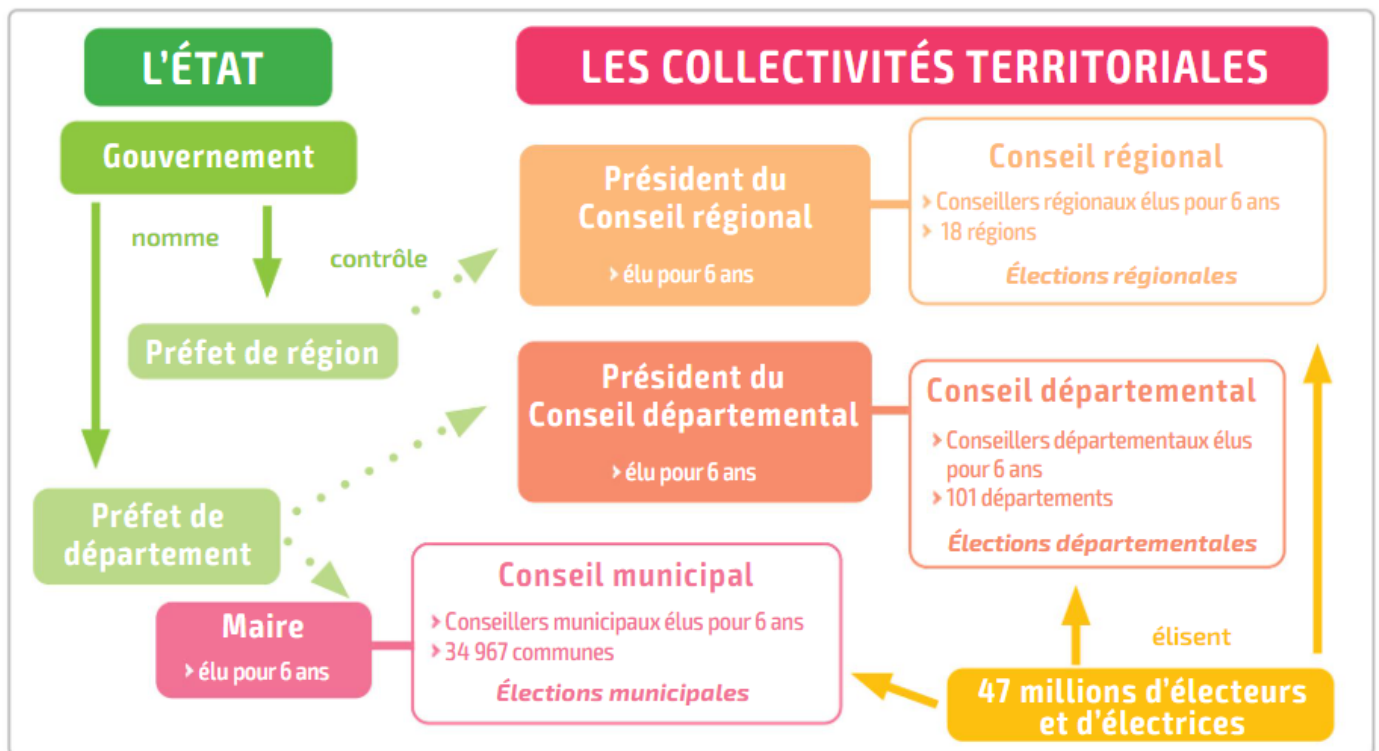 L'ÉTAT
Gouvernement
nomme
contrôle
Préfet de région
Préfet de
département
LES COLLECTIVITÉS TERRITORIALES
Président du
Conseil régional
> élu pour 6 ans
Conseil régional
> Conseillers régionaux élus pour 6 ans
> 18 régions
Élections régionales
Président du
Conseil départemental
> élu pour 6 ans
Conseil départemental
> Conseillers départementaux élus
pour 6 ans
> 101 départements
Élections départementales
Maire
> élu pour 6 ans
Conseil municipal
> Conseillers municipaux élus pour 6 ans
> 34 967 communes
Élections municipales
élisent
47 millions d'électeurs
et d'électrices